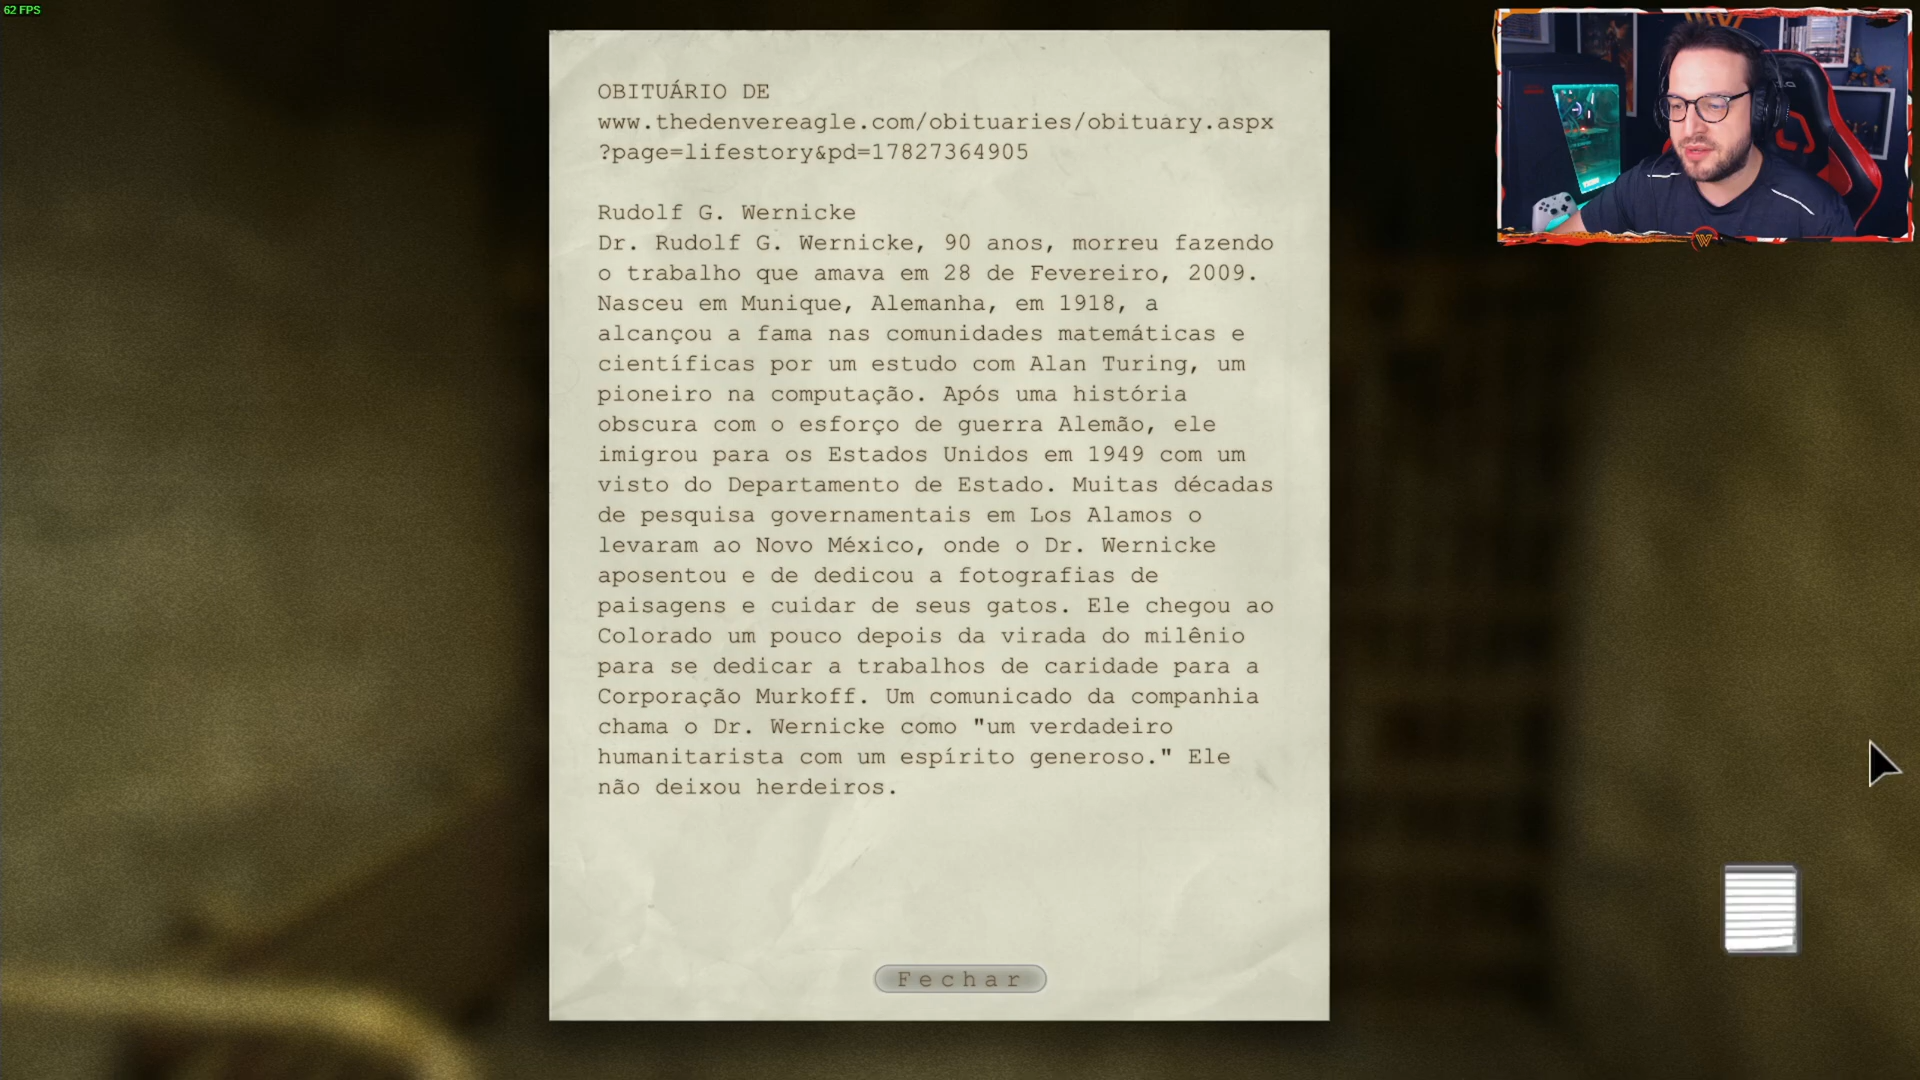 62 FPS
OBITUÁRIO DE
www.thedenvereagle.com/obituaries/obituary.aspx
?page=lifestory&pd=17827364905
Rudolf G. Wernicke
Dr. Rudolf G. Wernicke, 90 anos, morreu fazendo
o trabalho que amava em 28 de Fevereiro, 2009.
Nasceu em Munique, Alemanha, em 1918, a
alcançou a fama nas comunidades matemáticas e
científicas por um estudo com Alan Turing, um
pioneiro na computação. Após uma história
obscura com o esforço de guerra Alemão, ele
imigrou para os Estados Unidos em 1949 com um
visto do Departamento de Estado. Muitas décadas
de pesquisa governamentais em Los Alamos o
levaram ao Novo México, onde o Dr. Wernicke
aposentou e de dedicou a fotografias de
paisagens e cuidar de seus gatos. Ele chegou ao
Colorado um pouco depois da virada do milênio
para se dedicar a trabalhos de caridade para a
Corporação Murkoff. Um comunicado da companhia
chama o Dr. Wernicke como "um verdadeiro
humanitarista com um espírito generoso." Ele
não deixou herdeiros.
Fechar